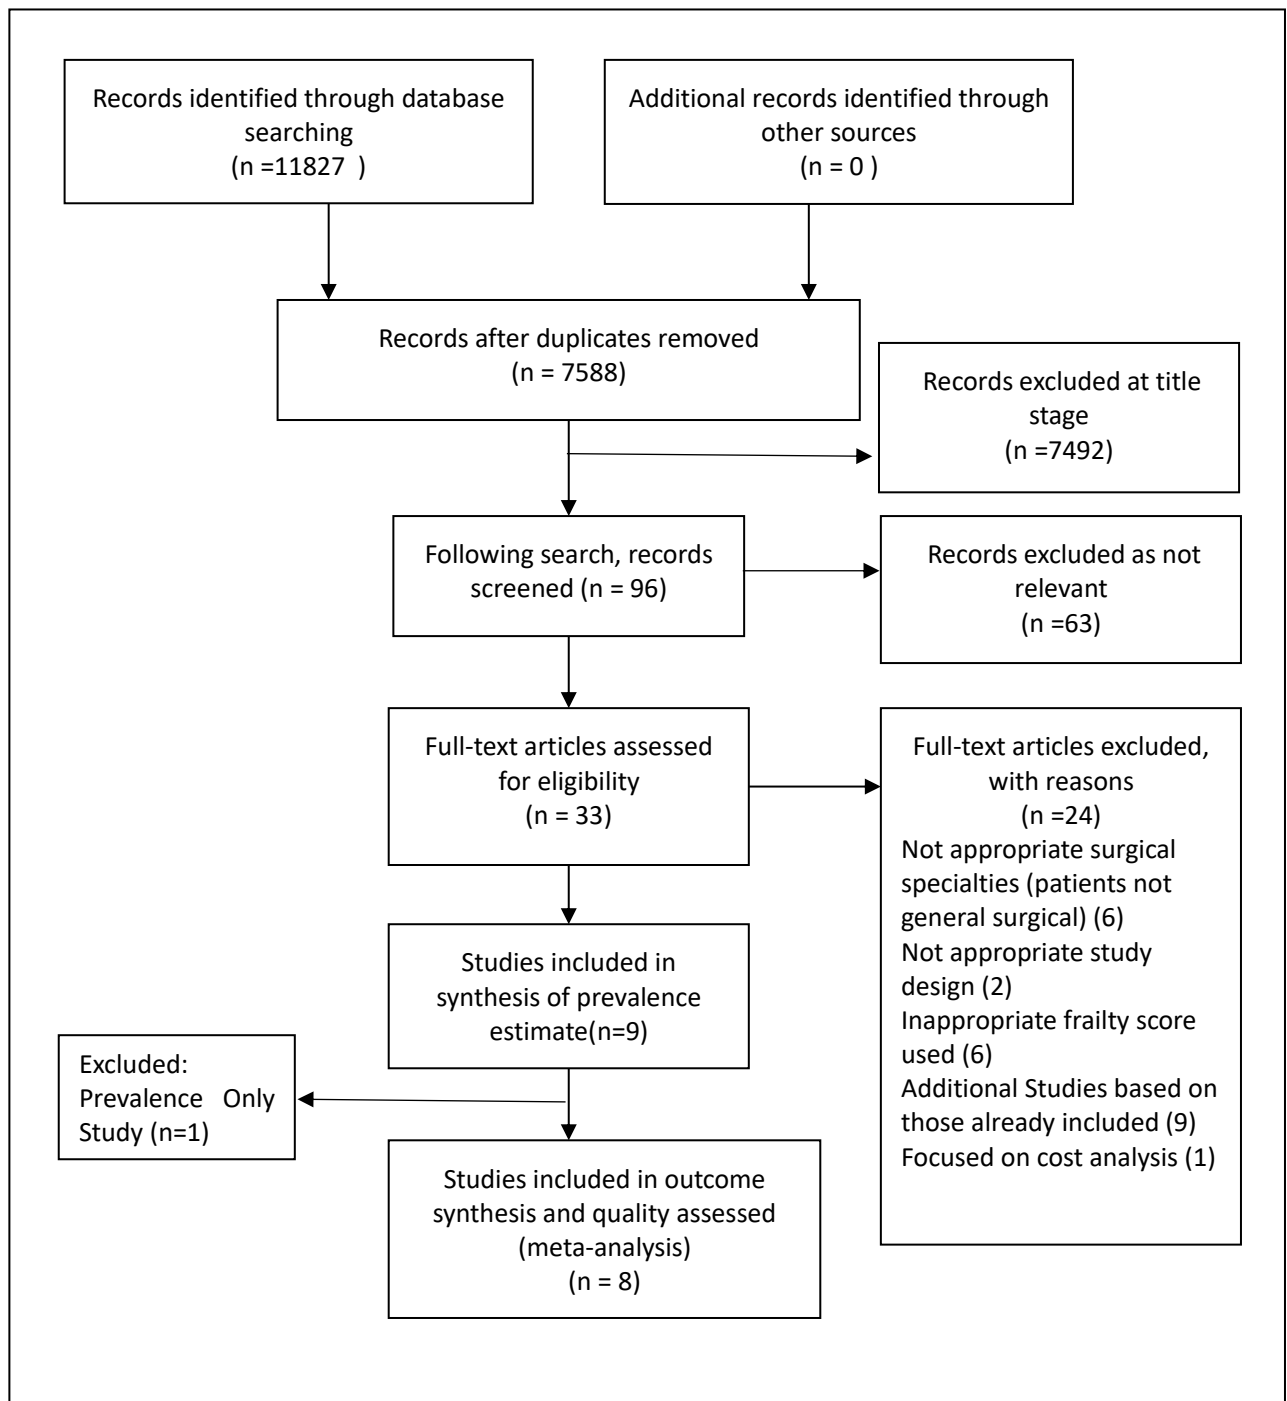 Records identified through database
searching
(n =11827  )
Additional records identified through
other sources
(n = 0 )
Records after duplicates removed
(n = 7588)
Records excluded at title
stage
(n =7492)
Following search, records
screened (n = 96)
Records excluded as not
relevant
(n =63)
Full-text articles assessed
for eligibility
(n = 33)
Full-text articles excluded,
with reasons
(n =24)
Not appropriate surgical
specialties (patients not
general surgical) (6)
Not appropriate study
design (2)
Inappropriate frailty score
used (6)
Additional Studies based on
those already included (9)
Focused on cost analysis (1)
Studies included in
synthesis of prevalence
estimate(n=9)
Excluded:
Prevalence Only
Study (n=1)
Studies included in outcome
synthesis and quality assessed
(meta-analysis)
(n = 8)